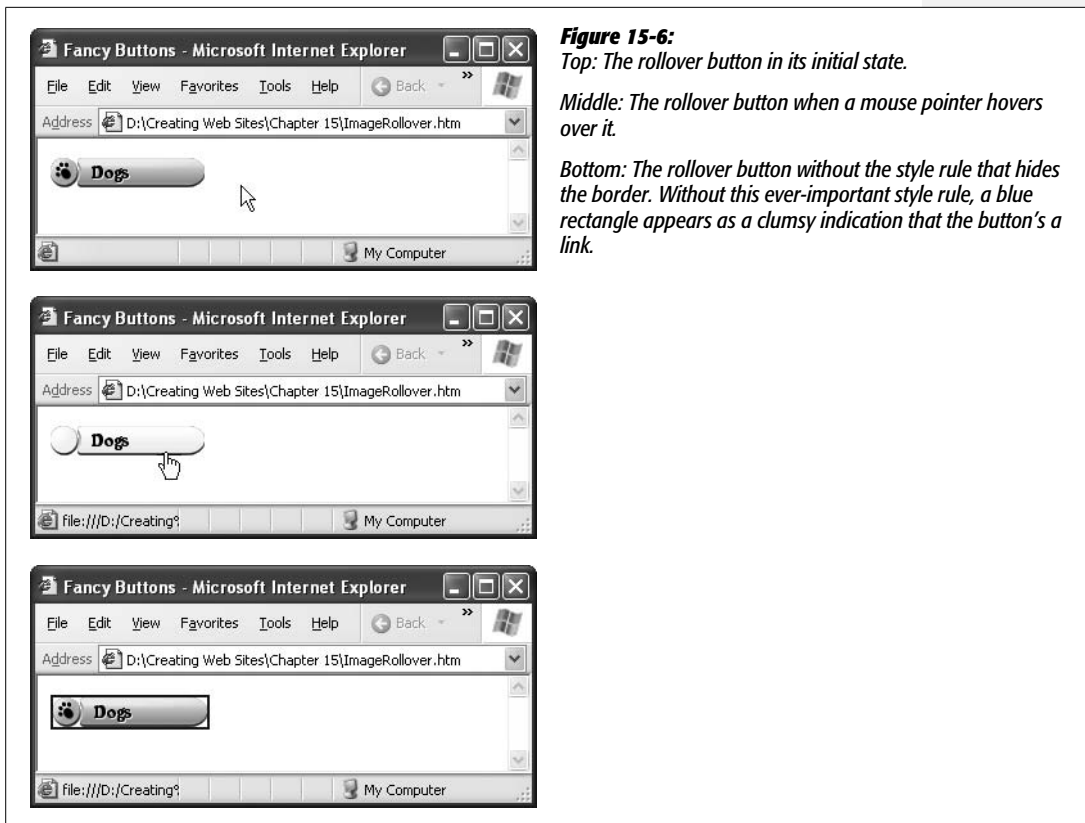 Fancy Buttons - Microsoft Internet Explorer
File Edit View Favorites Tools Help Back »
Address D:\Creating Web Sites\Chapter 15\ImageRollover.htm
Dogs
My Computer
Fancy Buttons - Microsoft Internet Explorer
File Edit View Favorites Tools Help Back »
Address D:\Creating Web Sites\Chapter 15\ImageRollover.htm
Dogs
file:///D:/Creating% My Computer
Fancy Buttons - Microsoft Internet Explorer
File Edit View Favorites Tools Help Back »
Address D:\Creating Web Sites\Chapter 15\ImageRollover.htm
Dogs
file:///D:/Creating% My Computer
Figure 15-6:
Top: The rollover button in its initial state.
Middle: The rollover button when a mouse pointer hovers
over it.
Bottom: The rollover button without the style rule that hides
the border. Without this ever-important style rule, a blue
rectangle appears as a clumsy indication that the button's a
link.